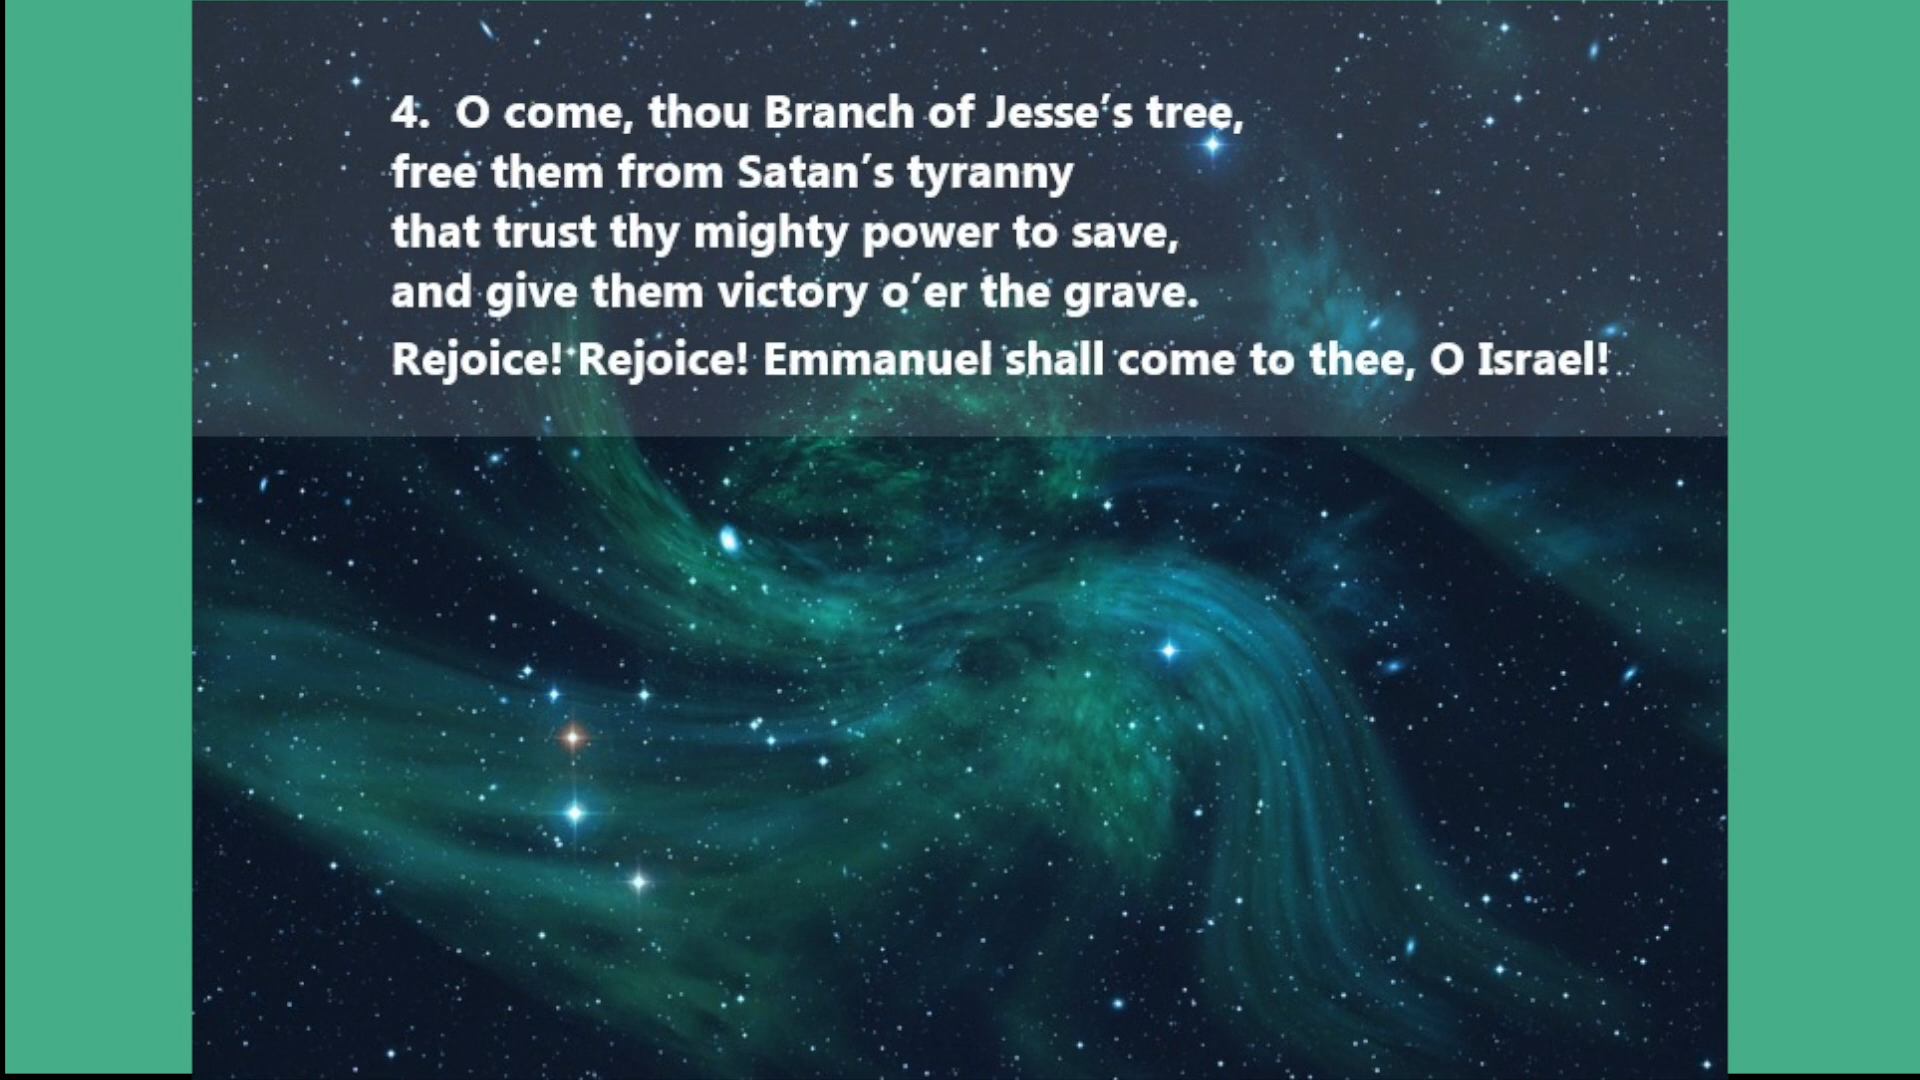 4. O come, thou Branch of Jesse’s tree,
free them from Satan’s tyranny
that trust thy mighty power to save,
and give them victory o’er the grave.
Rejoice! Rejoice! Emmanuel shall come to thee, O Israel!